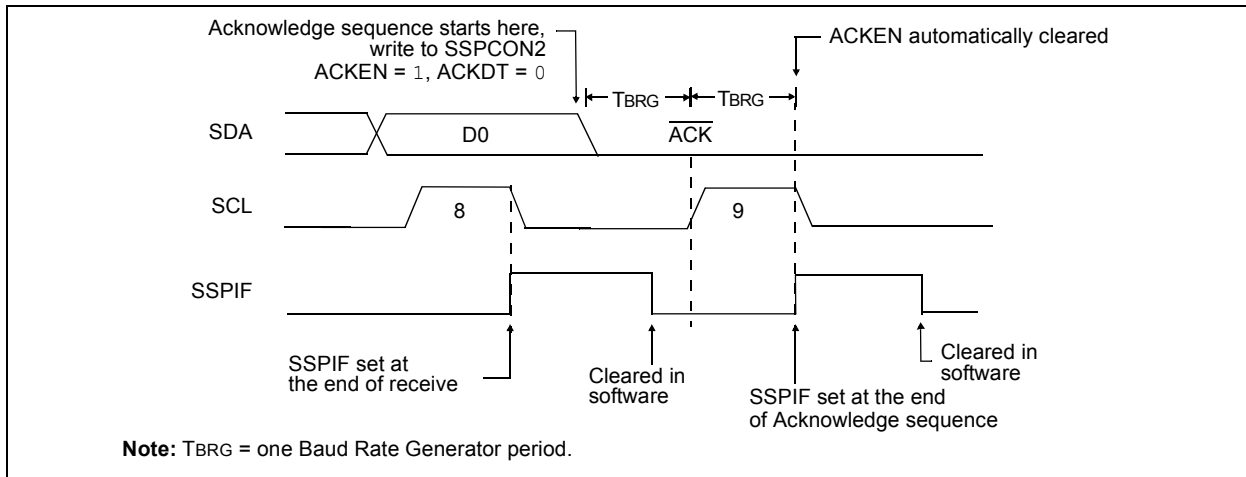 Acknowledge sequence starts here,
write to SSPCON2
ACKEN = 1, ACKDT = 0
ACKEN automatically cleared
TBRG
TBRG
SDA
D0
ACK
SCL
8
9
SSPIF
SSPIF set at
the end of receive
Cleared in
software
SSPIF set at the end
of Acknowledge sequence
Cleared in
software
Note: TBRG = one Baud Rate Generator period.